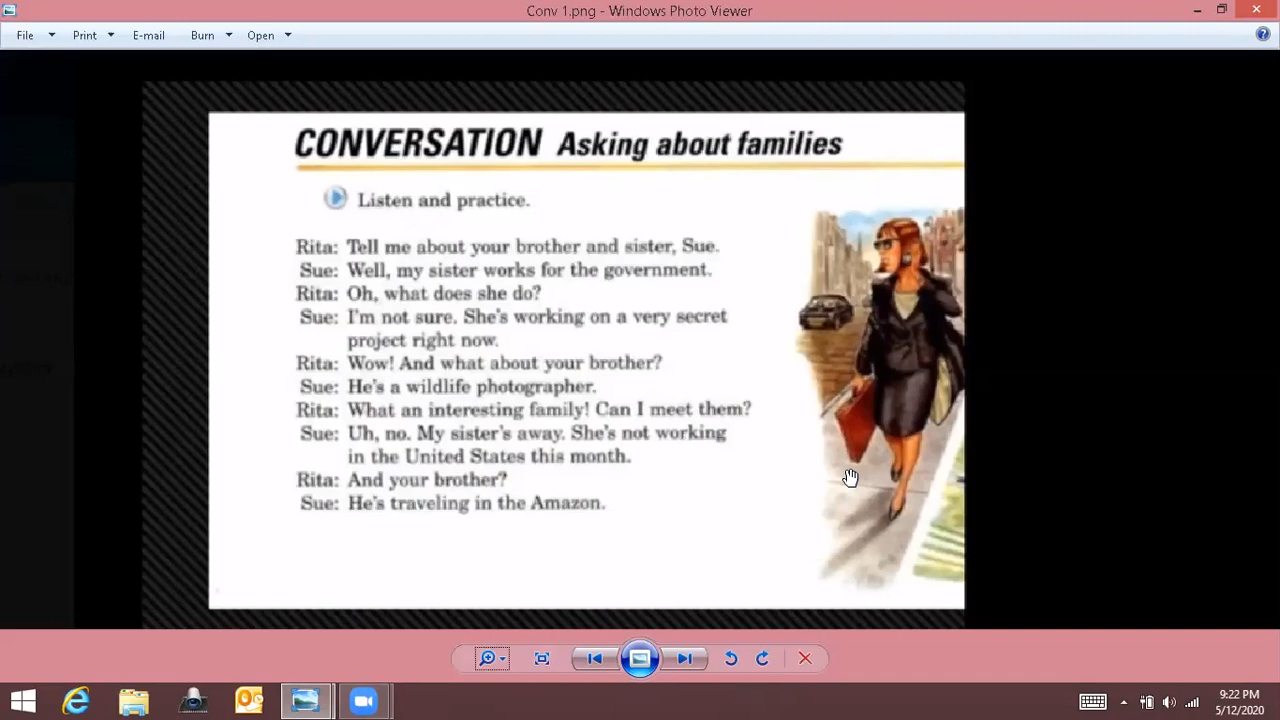 Conv 1.png - Windows Photo Viewer
File Print E-mail Burn Open
CONVERSATION Asking about families
Listen and practice.
Rita: Tell me about your brother and sister, Sue.
Sue: Well, my sister works for the government.
Rita: Oh, what does she do?
Sue: I'm not sure. She's working on a very secret
project right now.
Rita: Wow! And what about your brother?
Sue: He's a wildlife photographer.
Rita: What an interesting family! Can I meet them?
Sue: Uh, no. My sister's away. She's not working
in the United States this month.
Rita: And your brother?
Sue: He's traveling in the Amazon.
9:22 PM
5/12/2020